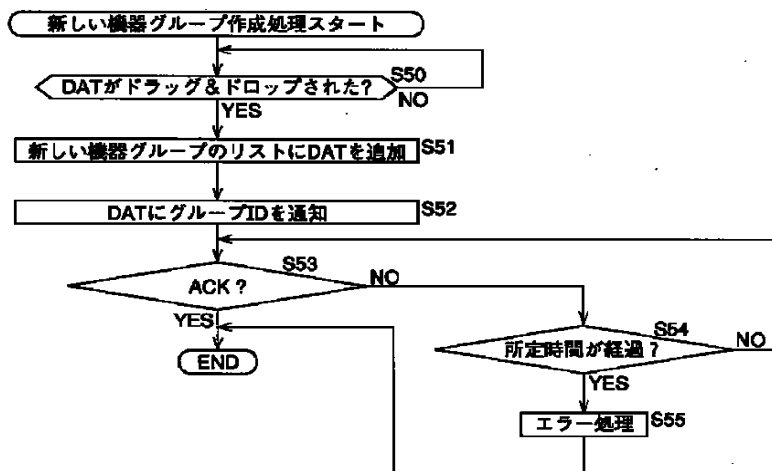 新しい機器グループ作成処理スタート
S50
DATがドラッグ&ドロップされた?
NO
YES
新しい機器グループのリストにDATを追加
S51
DATにグループIDを通知
S52
S53
ACK?
NO
YES
END
S54
所定時間が経過?
NO
YES
エラー処理
S55